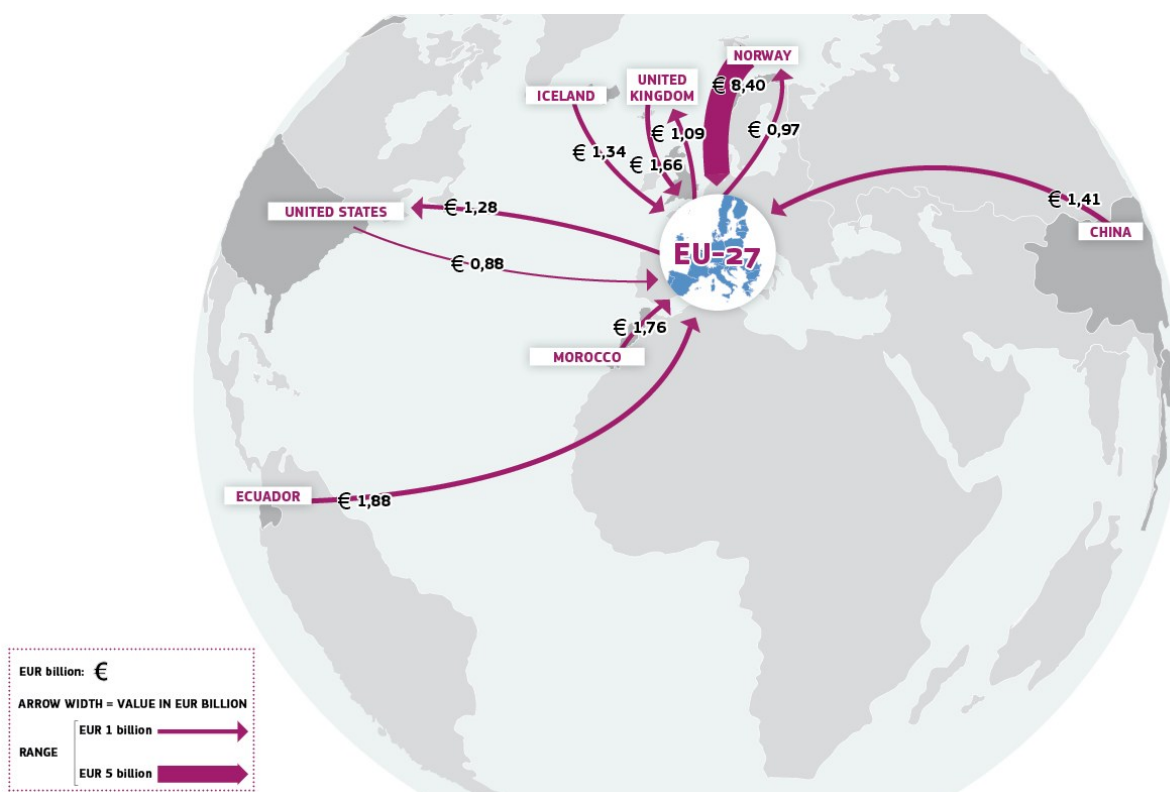 NORWAY
€ 8,40
UNITED
KINGDOM
ICELAND
€ 1,09
€ 0,97
€ 1,34
€ 1,66
€ 1,41
UNITED STATES
€ 1,28
CHINA
EU-27
€ 0,88
€ 1,76
MOROCCO
ECUADOR
€ 1,88
EUR billion: €
ARROW WIDTH = VALUE IN EUR BILLION
RANGE
EUR 1 billion
EUR 5 billion